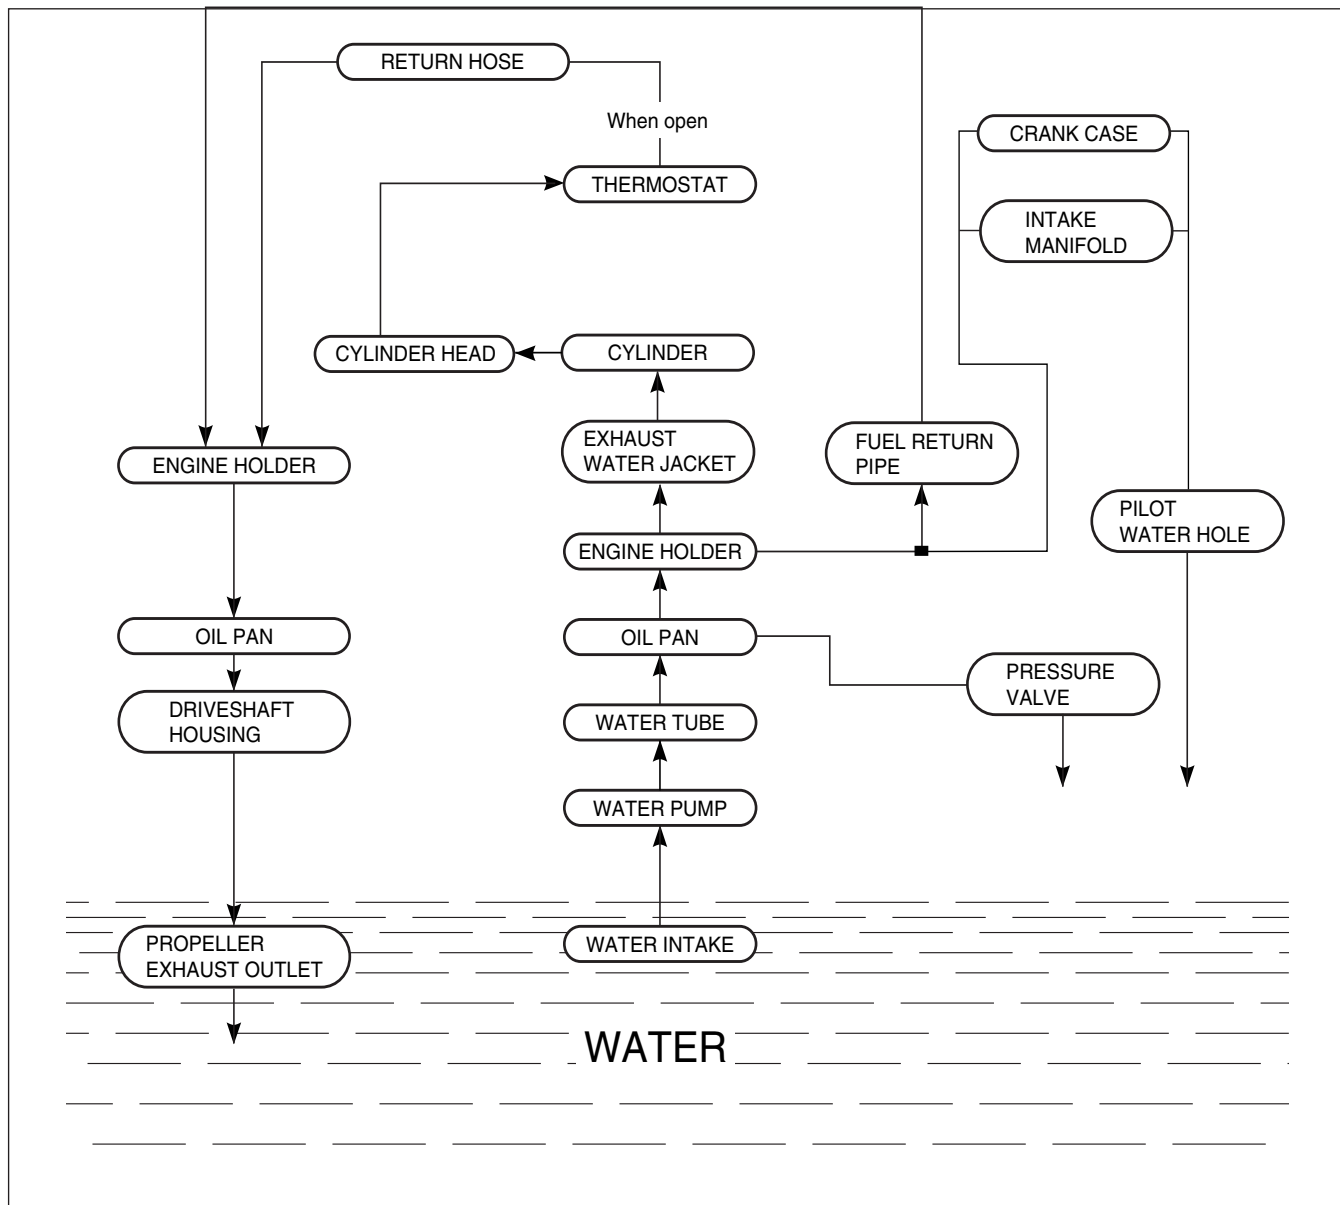 RETURN HOSE
When open
CRANK CASE
THERMOSTAT
INTAKE
MANIFOLD
CYLINDER HEAD
CYLINDER
EXHAUST
WATER JACKET
FUEL RETURN
PIPE
ENGINE HOLDER
PILOT
WATER HOLE
ENGINE HOLDER
OIL PAN
OIL PAN
PRESSURE
VALVE
DRIVESHAFT
HOUSING
WATER TUBE
WATER PUMP
PROPELLER
EXHAUST OUTLET
WATER INTAKE
WATER